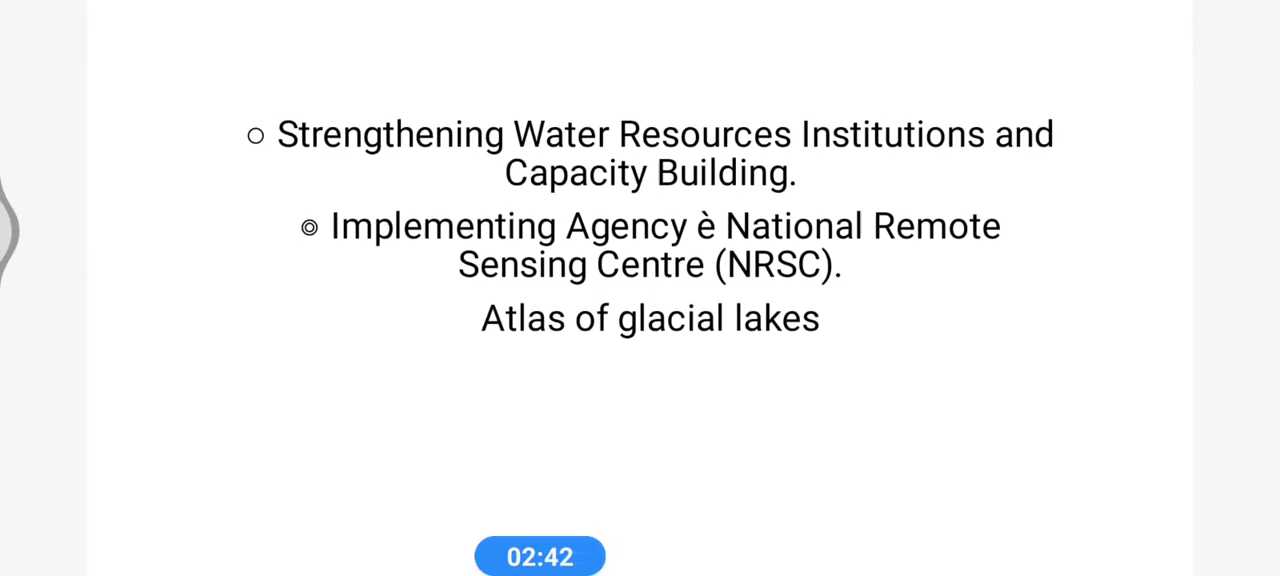 ○ Strengthening Water Resources Institutions and
Capacity Building.
◎ Implementing Agency è National Remote
Sensing Centre (NRSC).
Atlas of glacial lakes
02:42